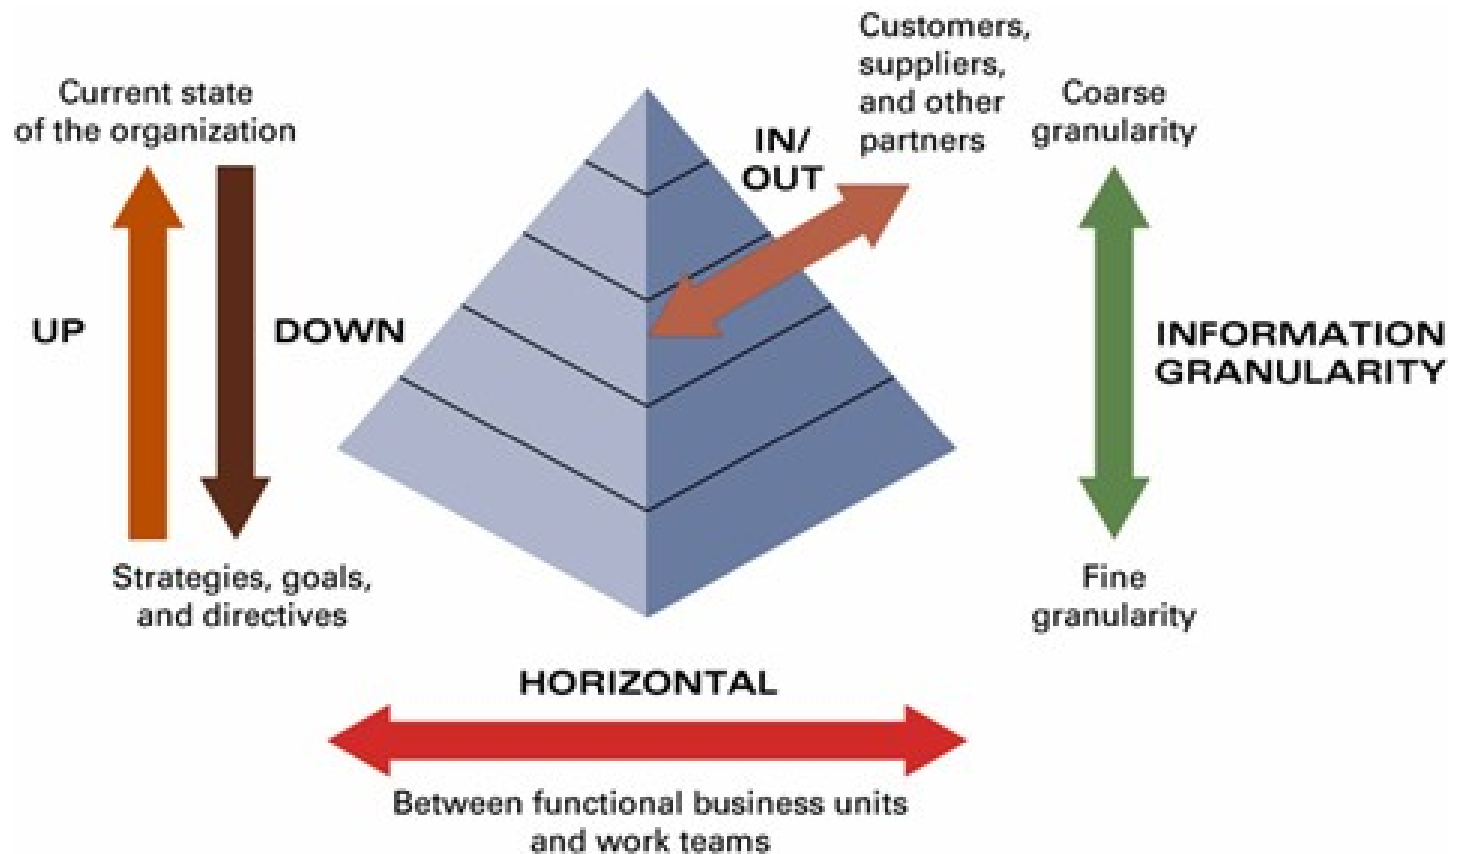 Customers,
suppliers,
and other
partners
Current state
of the organization
Coarse
granularity
IN/
OUT
UP
DOWN
INFORMATION
GRANULARITY
Strategies, goals,
and directives
Fine
granularity
HORIZONTAL
Between functional business units
and work teams